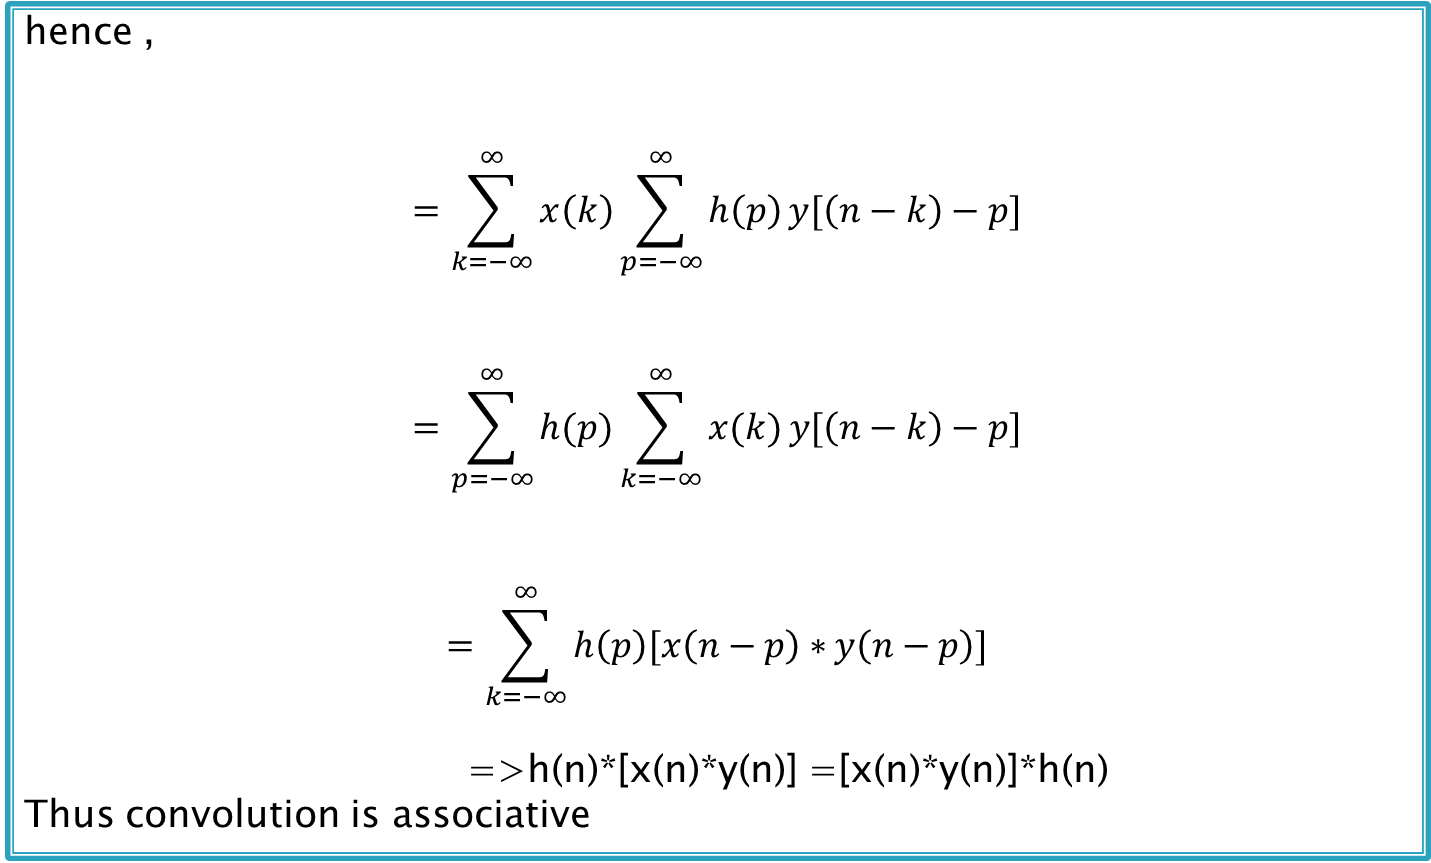 hence ,
= ∑_{k=−∞}^{∞} x(k) ∑_{p=−∞}^{∞} h(p) y[(n − k) − p]
= ∑_{p=−∞}^{∞} h(p) ∑_{k=−∞}^{∞} x(k) y[(n − k) − p]
= ∑_{k=−∞}^{∞} h(p)[x(n − p) ∗ y(n − p)]
=>h(n)*[x(n)*y(n)] =[x(n)*y(n)]*h(n)
Thus convolution is associative